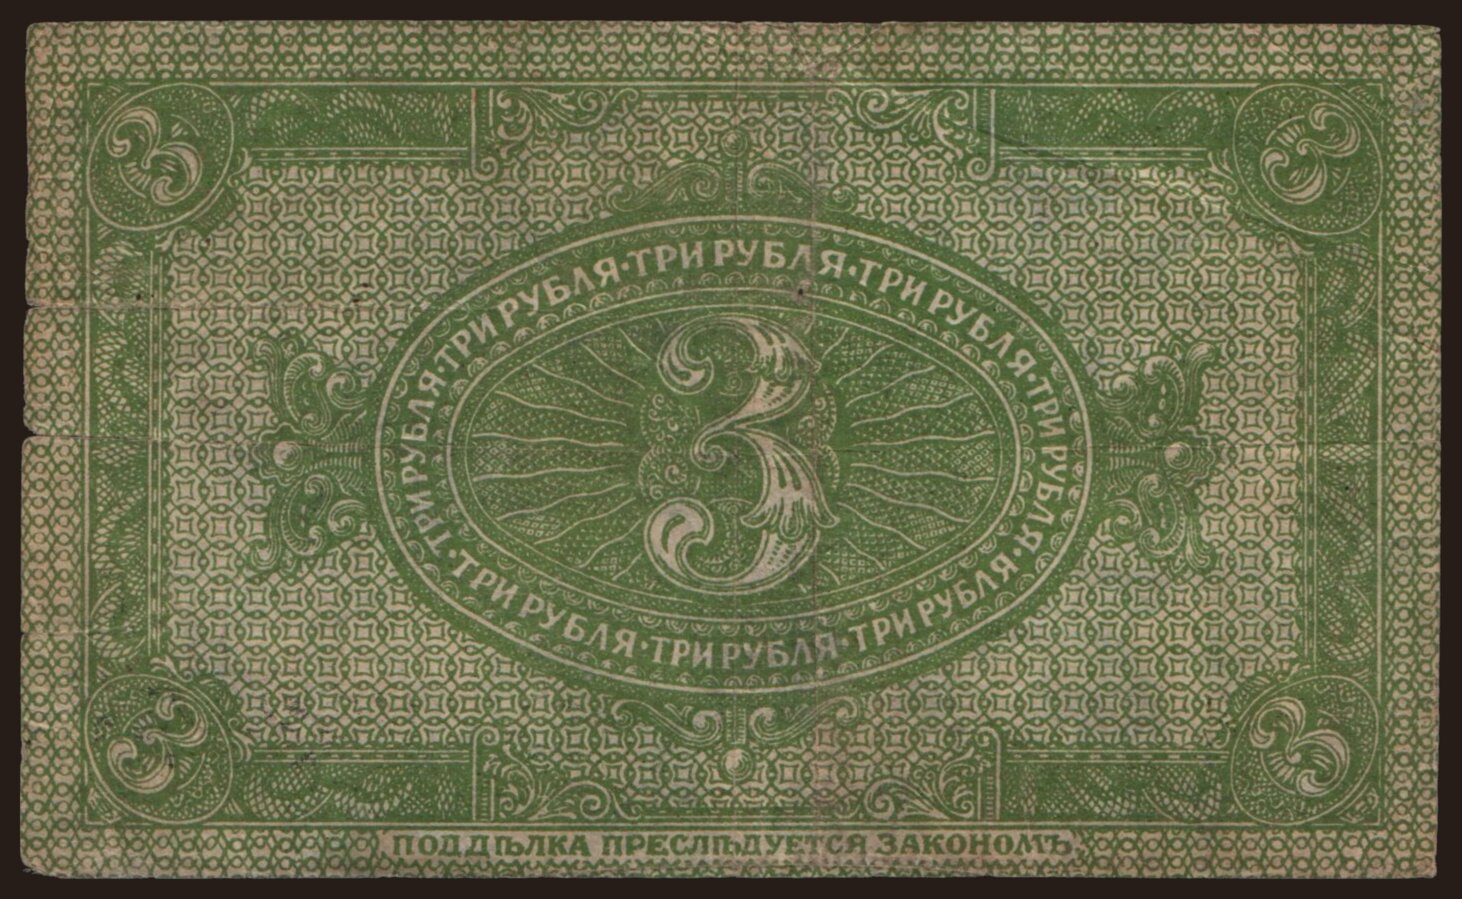 3 3
ТРИ РУБЛЯ · ТРИ РУБЛЯ · ТРИ РУБЛЯ · ТРИ РУБЛЯ · ТРИ РУБЛЯ ·
3
ТРИ РУБЛЯ · ТРИ РУБЛЯ · ТРИ РУБЛЯ ·
3 3
ПОДДѢЛКА ПРЕСЛѢДУЕТСЯ ЗАКОНОМЪ.